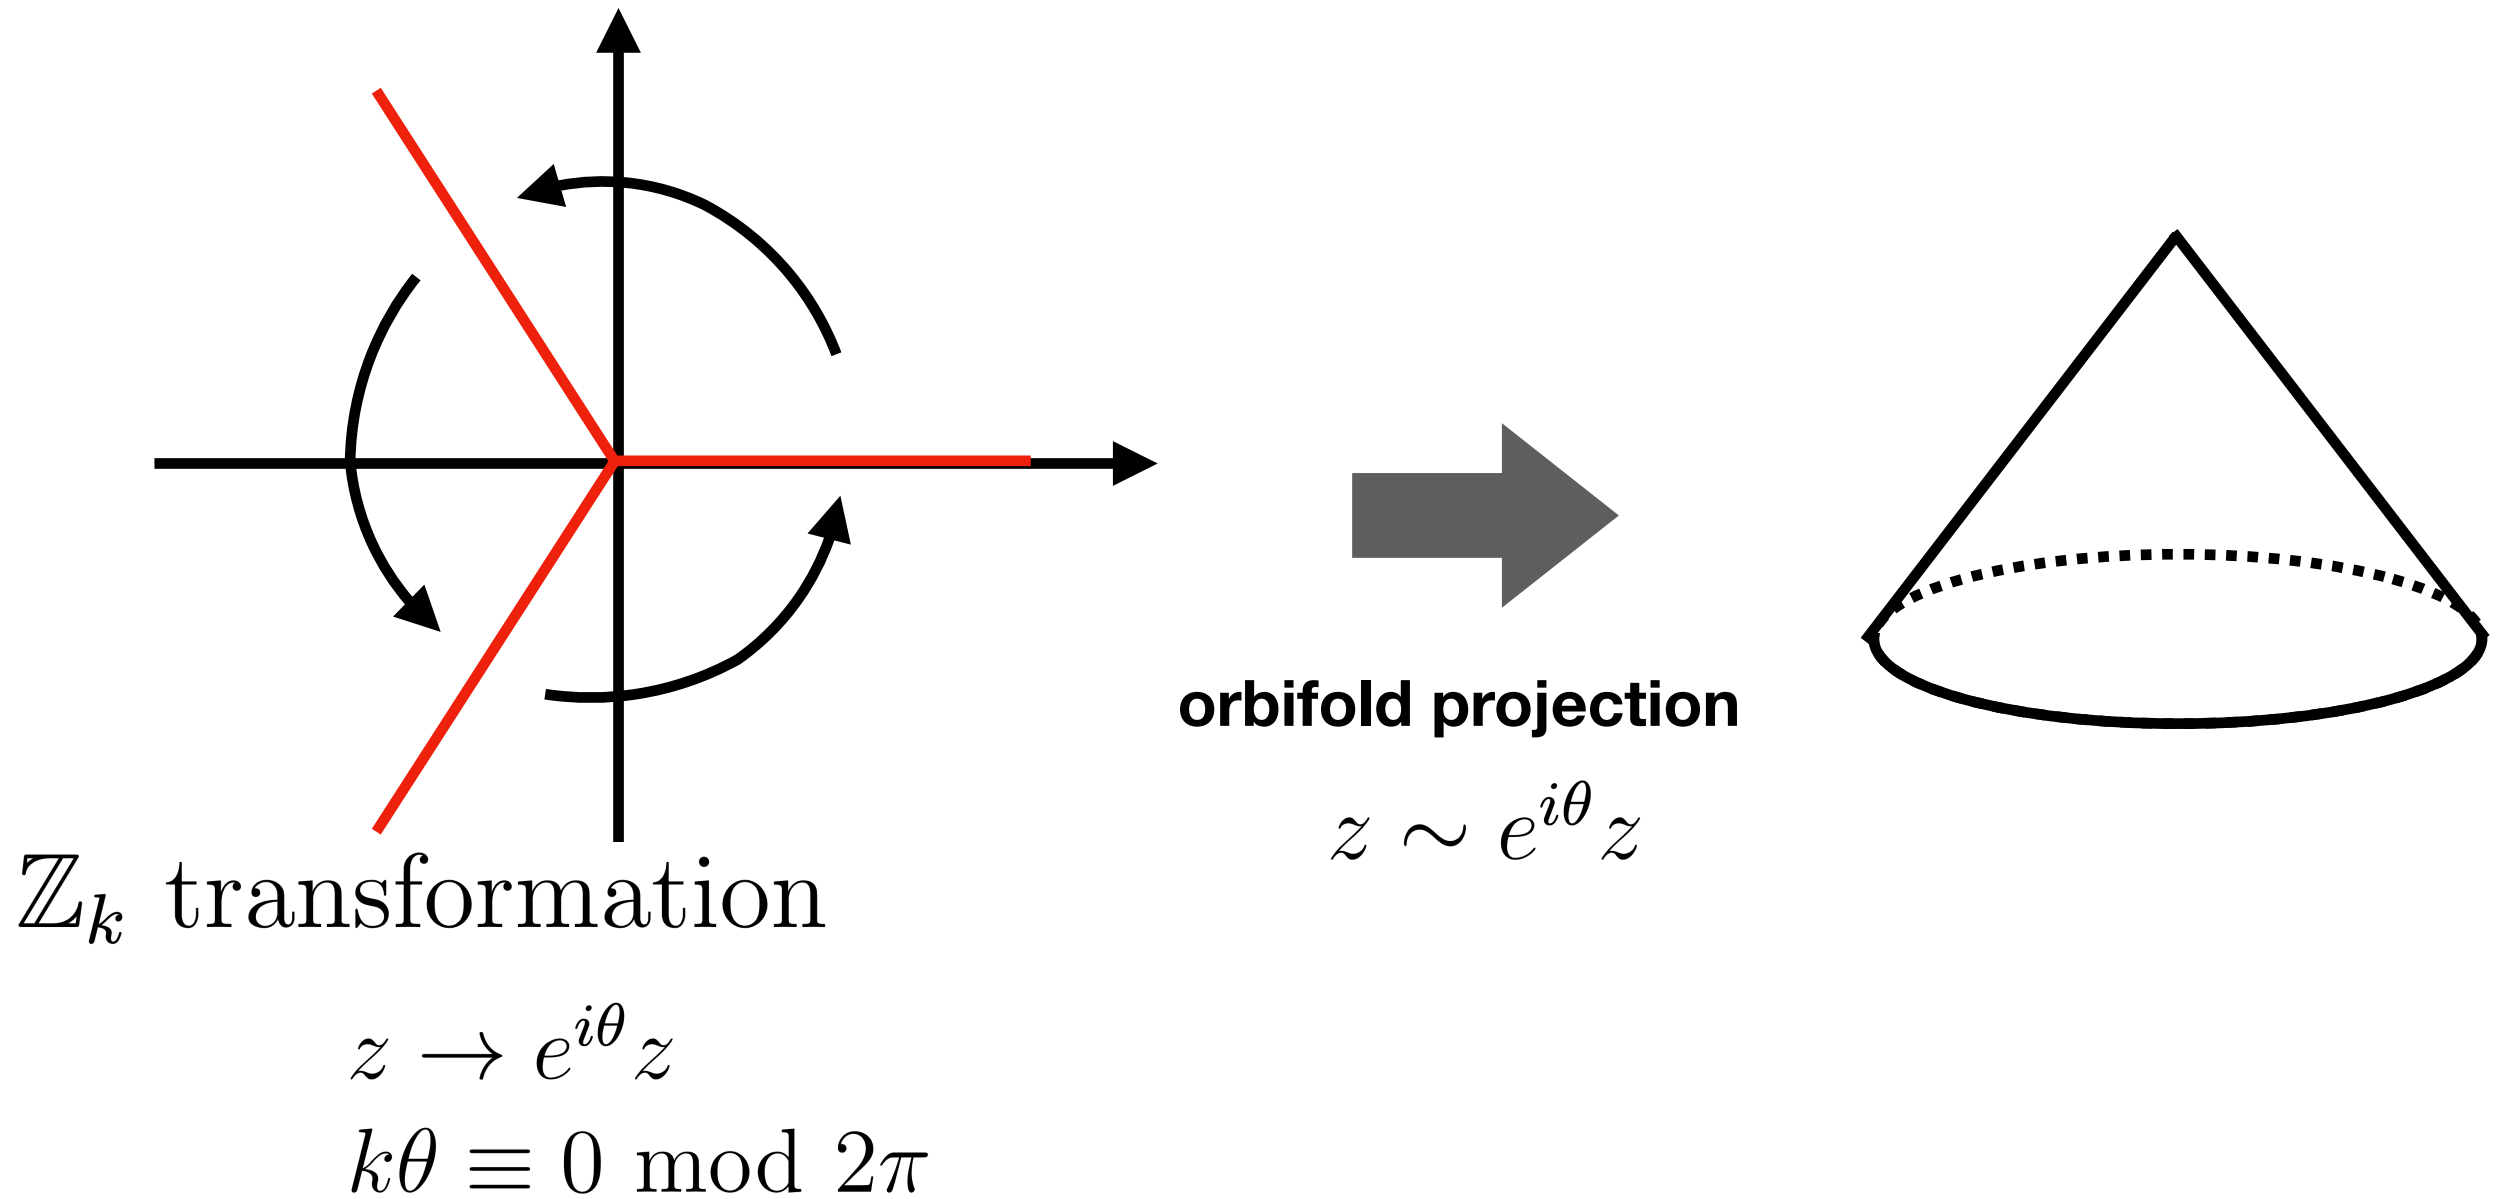 orbifold projection
z ∼ e^{iθ} z
ℤ_k transformation
z → e^{iθ} z
kθ ≡ 0 mod 2π